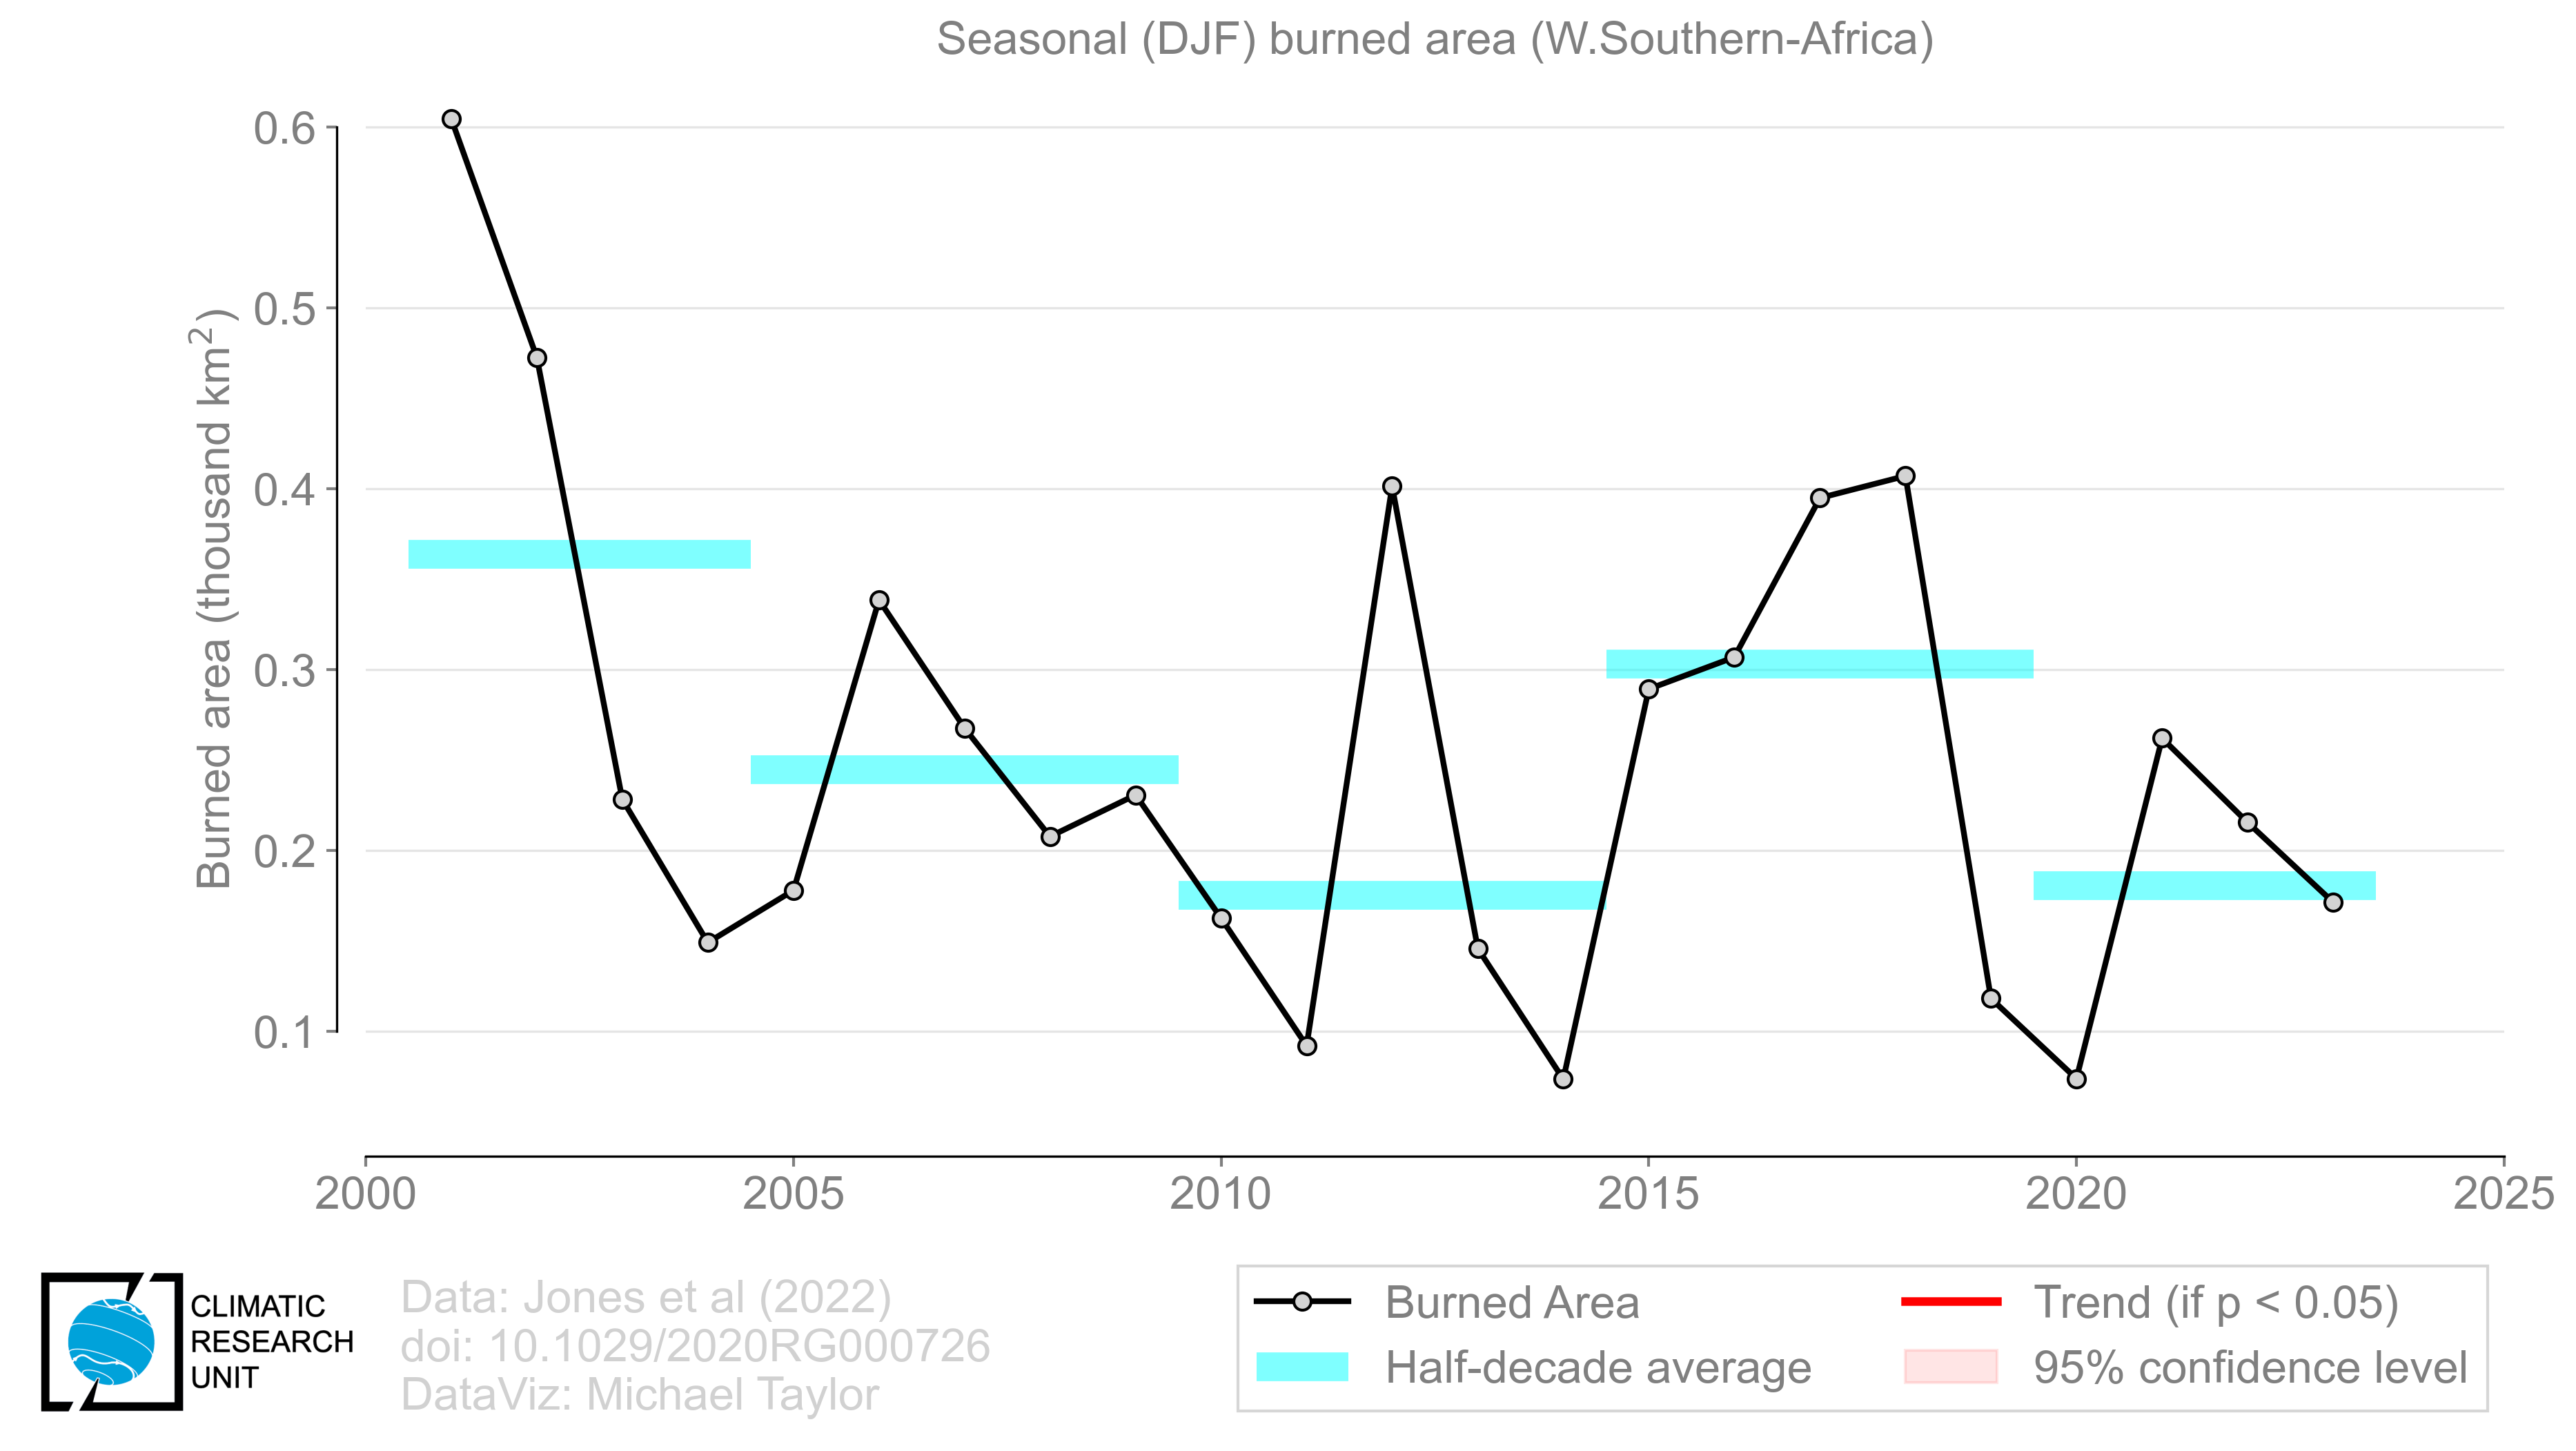 Seasonal (DJF) burned area (W.Southern-Africa)
Burned area (thousand km²)
0.6
0.5
0.4
0.3
0.2
0.1
2000 2005 2010 2015 2020 2025
CLIMATIC
RESEARCH
UNIT
Data: Jones et al (2022)
doi: 10.1029/2020RG000726
DataViz: Michael Taylor
Burned Area
Half-decade average
Trend (if p < 0.05)
95% confidence level